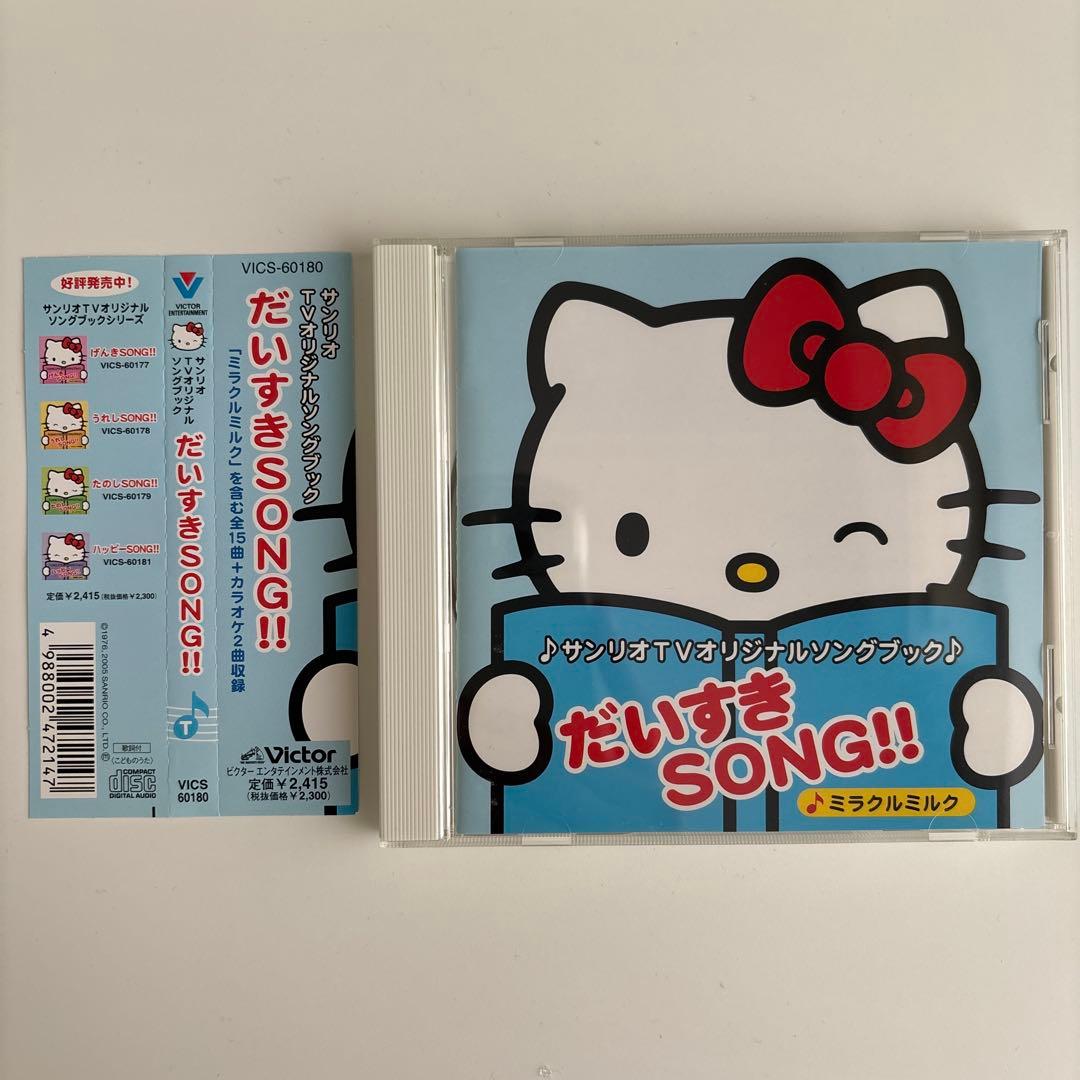 好評発売中!
サンリオTVオリジナル
ソングブックシリーズ
げんきSONG!!
VICS-60177
うれしSONG!!
VICS-60178
たのしSONG!!
VICS-60179
ハッピーSONG!!
VICS-60181
定価¥2,415(税抜価格¥2,300)
4988002472147
©1976, 2005 SANRIO CO., LTD. Ⓗ
歌詞付
(こどものうた)
COMPACT
disc
DIGITAL AUDIO
VICTOR
ENTERTAINMENT
サンリオ
TVオリジナル
ソングブック
だいすきSONG!!
T
VICS
60180
VICS-60180
サンリオ
TVオリジナルソングブック
だいすきSONG!!
「ミラクルミルク」を含む全15曲+カラオケ2曲収録
Victor
ビクター エンタテインメント株式会社
定価¥2,415
(税抜価格¥2,300)
♪サンリオTVオリジナルソングブック♪
だいすき
SONG!!
♪ミラクルミルク